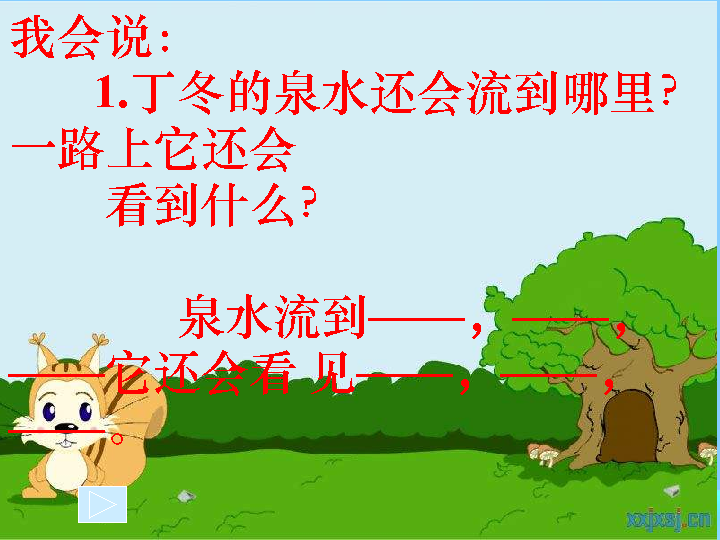 我会说：
1.丁冬的泉水还会流到哪里？
一路上它还会
看到什么？
泉水流到——，——，
——它还会看 见——，——，
——。
xxjxsj.cn